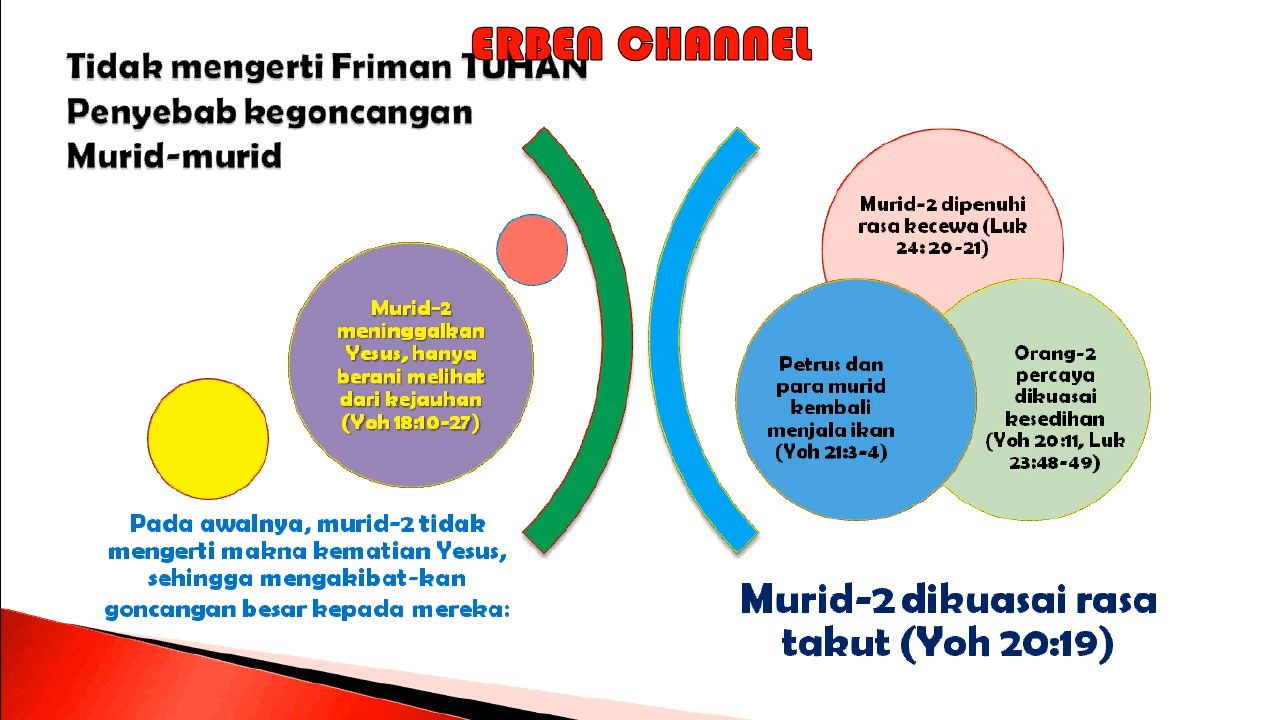 ERBEN CHANNEL
Tidak mengerti Friman TUHAN
Penyebab kegoncangan
Murid-murid
Murid-2
meninggalkan
Yesus, hanya
berani melihat
dari kejauhan
(Yoh 18:10-27)
Pada awalnya, murid-2 tidak
mengerti makna kematian Yesus,
sehingga mengakibat-kan
goncangan besar kepada mereka:
Murid-2 dipenuhi
rasa kecewa (Luk
24: 20-21)
Petrus dan
para murid
kembali
menjala ikan
(Yoh 21:3-4)
Orang-2
percaya
dikuasai
kesedihan
(Yoh 20:11, Luk
23:48-49)
Murid-2 dikuasai rasa
takut (Yoh 20:19)